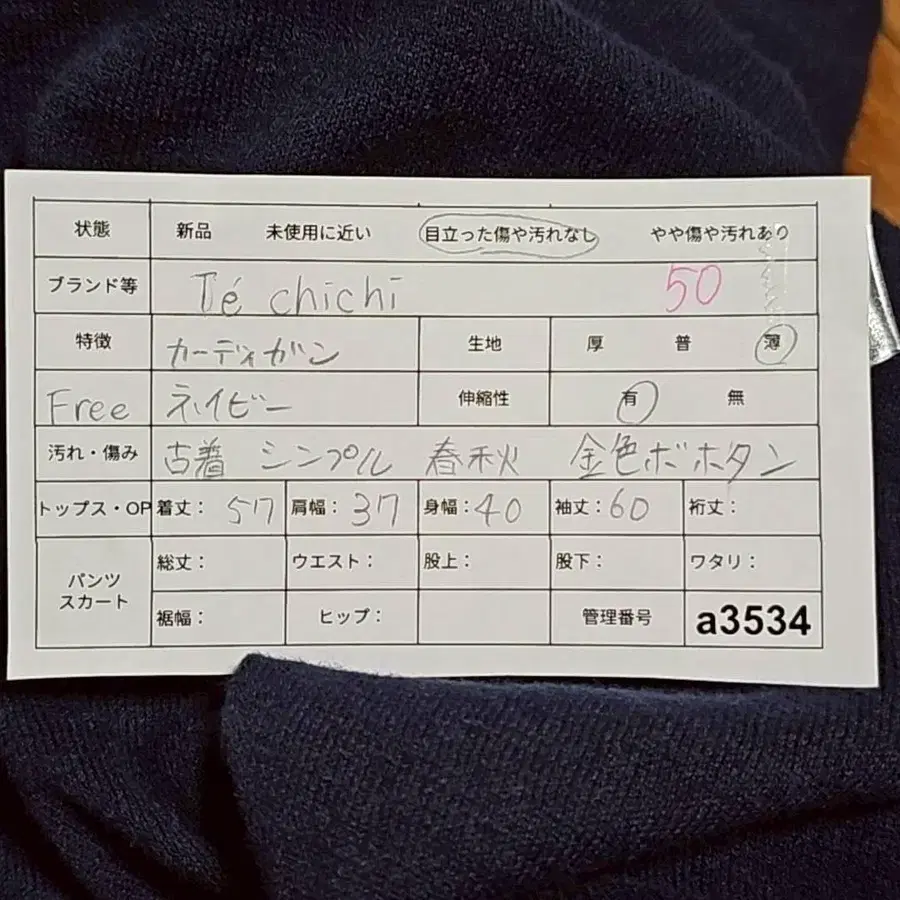 状態 新品 未使用に近い 目立った傷や汚れなし やや傷や汚れあり
ブランド等 Té chichi 50
特徴 カーディガン 生地 厚 普 薄
Free ネイビー 伸縮性 有 無
汚れ・傷み 古着 シンプル 春秋 金色ボボタン
トップス・OP 着丈: 57 肩幅: 37 身幅: 40 袖丈: 60 裄丈:
パンツ
スカート
総丈: ウエスト: 股上: 股下: ワタリ:
裾幅: ヒップ: 管理番号 a3534